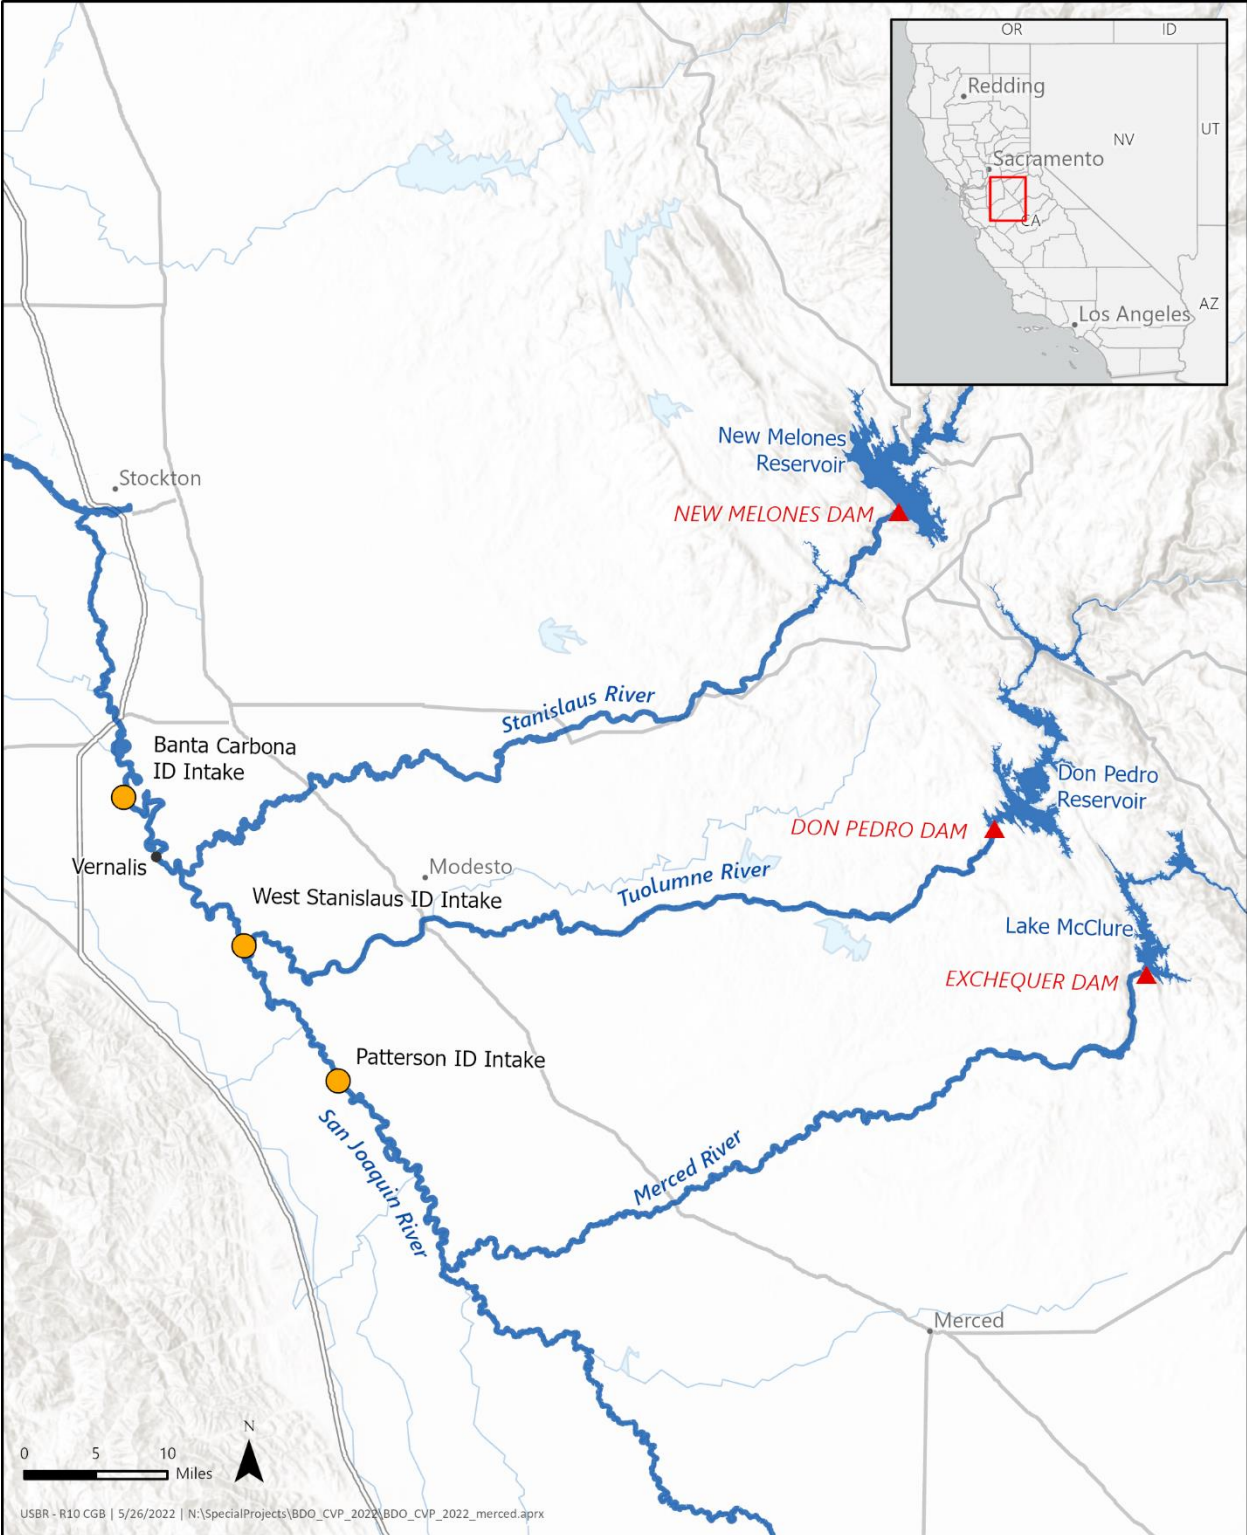 OR
ID
Redding
NV
UT
Sacramento
CA
AZ
Los Angeles
New Melones
Reservoir
Stockton
NEW MELONES DAM
Stanislaus River
Banta Carbona
ID Intake
Don Pedro
Reservoir
DON PEDRO DAM
Vernalis
Modesto
Tuolumne River
West Stanislaus ID Intake
Lake McClure
EXCHEQUER DAM
Patterson ID Intake
San Joaquin River
Merced River
Merced
N
0 5 10
Miles
USBR - R10 CGB | 5/26/2022 | N:\SpecialProjects\BDO_CVP_2022\BDO_CVP_2022_merced.aprx